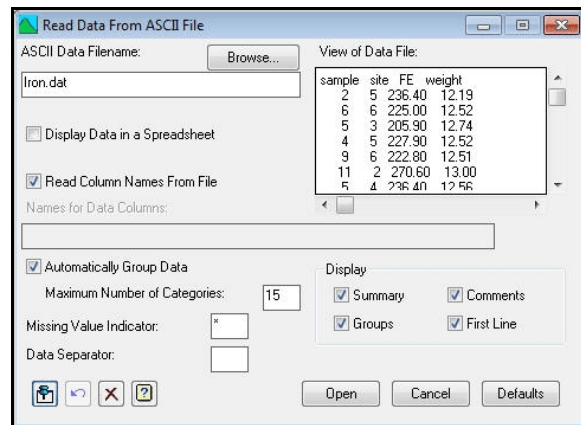 Read Data From ASCII File
ASCII Data Filename:
Browse...
Iron.dat
View of Data File:
sample site FE weight
2 5 236.40 12.19
6 6 225.00 12.52
5 3 205.90 12.74
4 5 227.90 12.52
9 6 222.80 12.51
11 2 270.60 13.00
5 4 236.40 12.56
Display Data in a Spreadsheet
Read Column Names From File
Names for Data Columns:
Automatically Group Data
Maximum Number of Categories: 15
Missing Value Indicator: *
Data Separator:
Display
Summary
Comments
Groups
First Line
Open
Cancel
Defaults